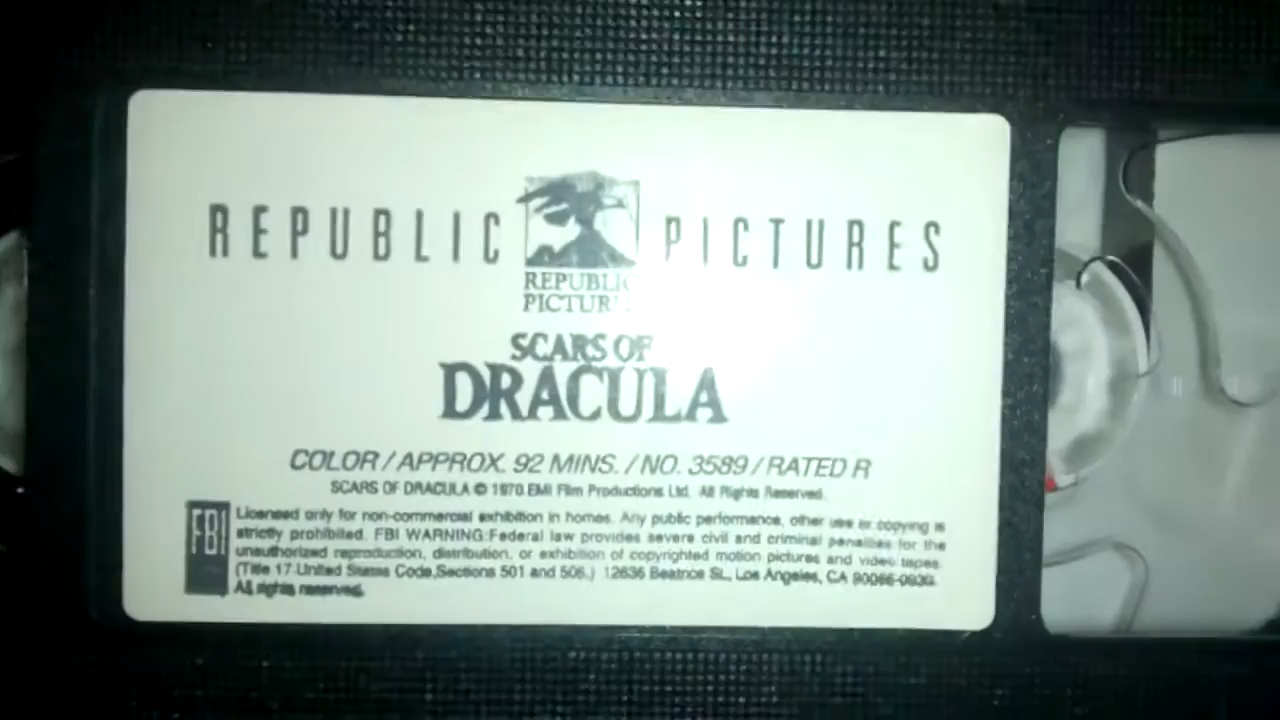 REPUBLIC PICTURES
REPUBLIC
PICTUR
SCARS OF
DRACULA
COLOR / APPROX. 92 MINS. / NO. 3589 / RATED R
SCARS OF DRACULA © 1970 EMI Film Productions Ltd. All Rights Reserved.
FBI
Licensed only for non-commercial exhibition in homes. Any public performance, other use or copying is
strictly prohibited. FBI WARNING:Federal law provides severe civil and criminal penalties for the
unauthorized reproduction, distribution, or exhibition of copyrighted motion pictures and video tapes.
(Title 17 United States Code,Sections 501 and 506.) 12636 Beatrice St., Los Angeles, CA
All rights reserved.